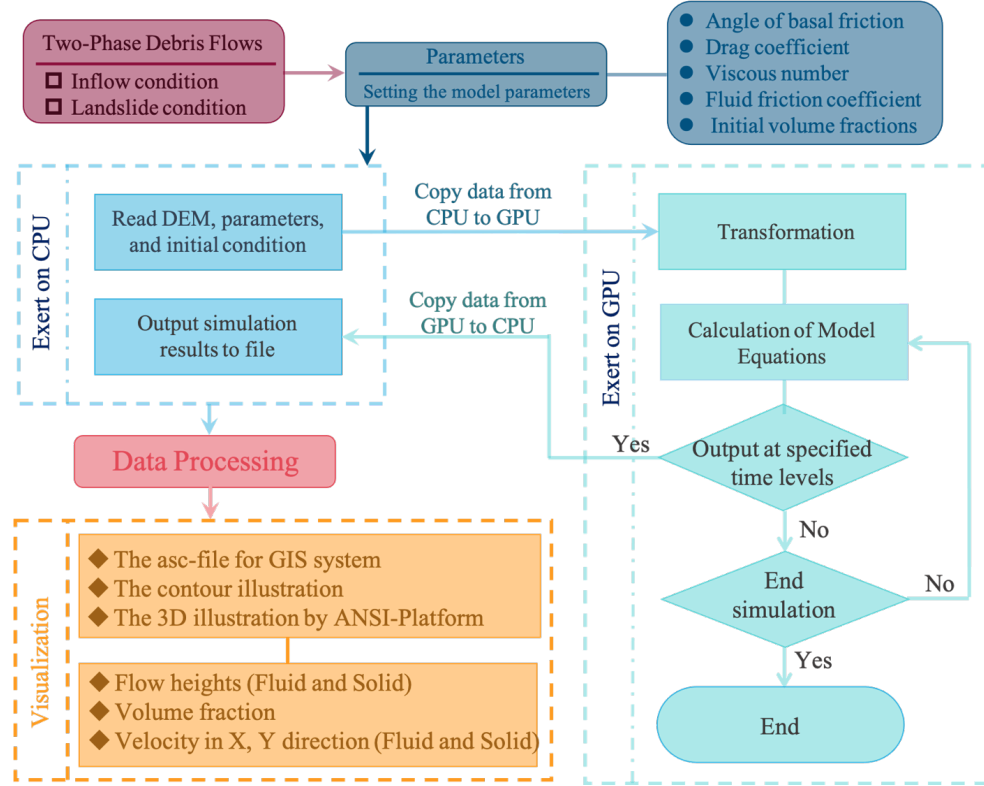 Two-Phase Debris Flows
Inflow condition
Landslide condition
Parameters
Setting the model parameters
Angle of basal friction
Drag coefficient
Viscous number
Fluid friction coefficient
Initial volume fractions
Exert on CPU
Read DEM, parameters,
and initial condition
Output simulation
results to file
Copy data from
CPU to GPU
Copy data from
GPU to CPU
Exert on GPU
Transformation
Calculation of Model
Equations
Output at specified
time levels
Yes
No
End
simulation
No
Yes
End
Data Processing
Visualization
The asc-file for GIS system
The contour illustration
The 3D illustration by ANSI-Platform
Flow heights (Fluid and Solid)
Volume fraction
Velocity in X, Y direction (Fluid and Solid)